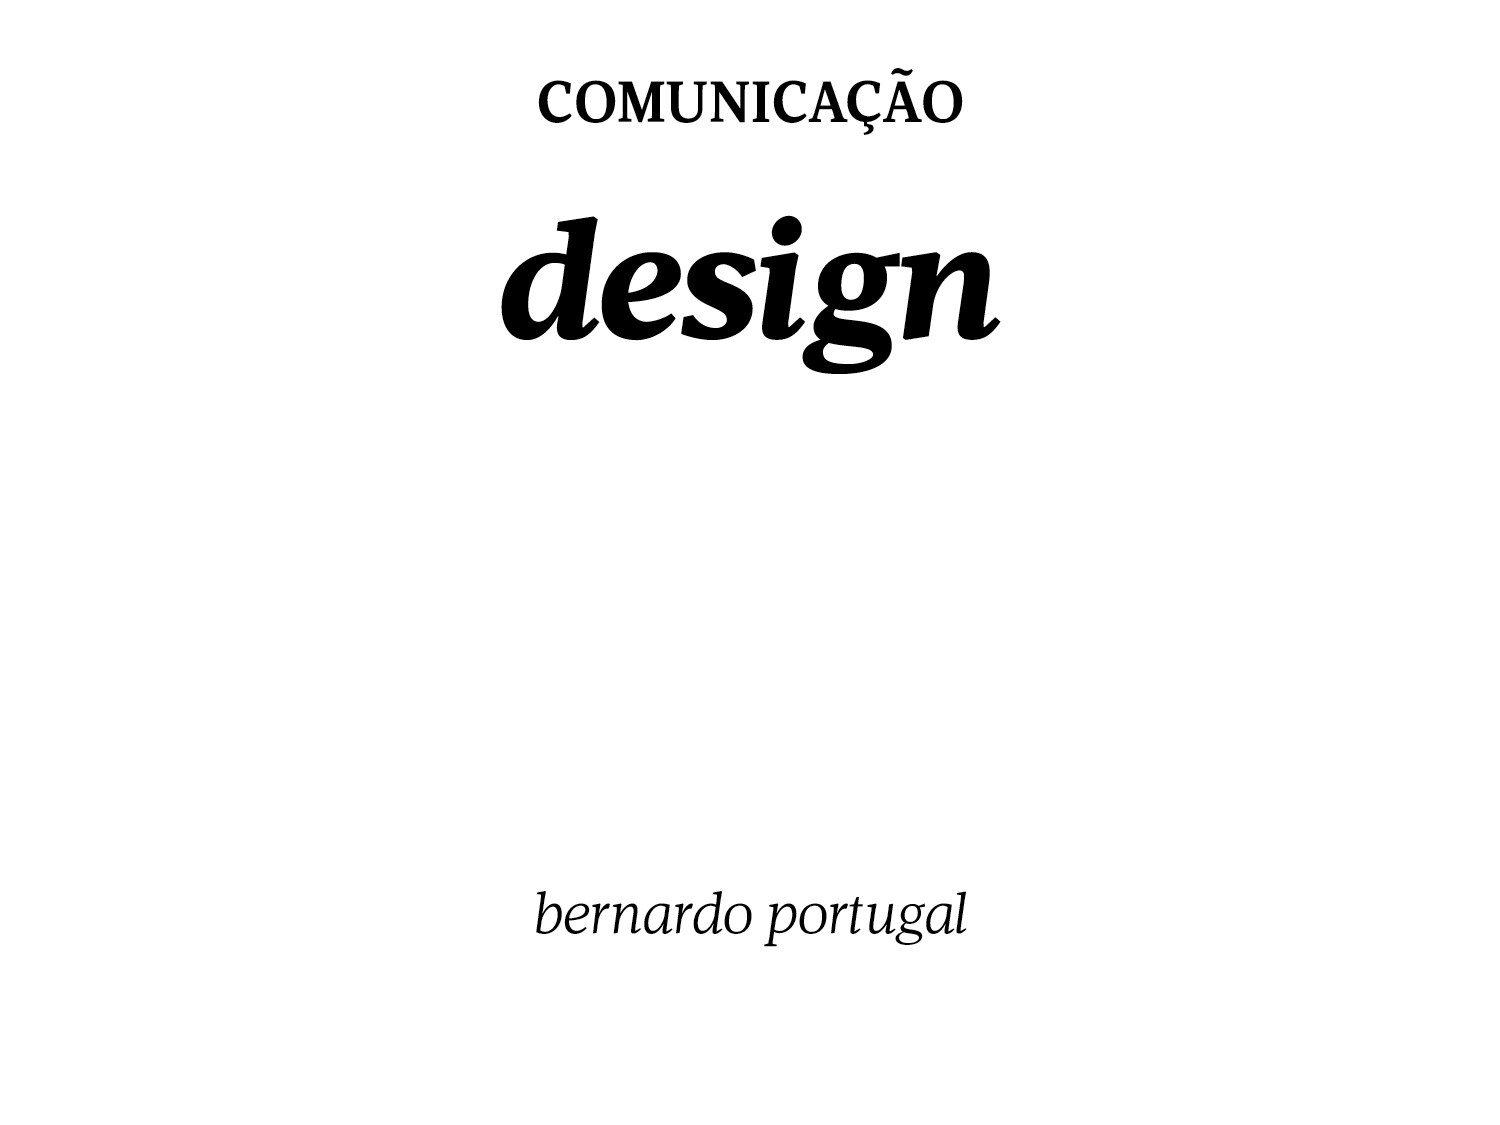 COMUNICAÇÃO
design
bernardo portugal